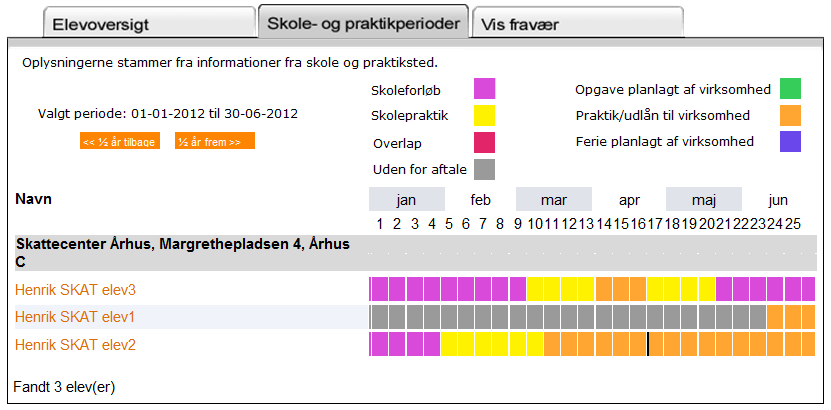 Elevoversigt
Skole- og praktikperioder
Vis fravær
Oplysningerne stammer fra informationer fra skole og praktiksted.
Valgt periode: 01-01-2012 til 30-06-2012
<< ½ år tilbage
½ år frem >>
Skoleforløb
Skolepraktik
Overlap
Uden for aftale
Opgave planlagt af virksomhed
Praktik/udlån til virksomhed
Ferie planlagt af virksomhed
Navn
jan feb mar apr maj jun
1 2 3 4 5 6 7 8 9 10 11 12 13 14 15 16 17 18 19 20 21 22 23 24 25
Skattecenter Århus, Margrethepladsen 4, Århus
C
Henrik SKAT elev3
Henrik SKAT elev1
Henrik SKAT elev2
Fandt 3 elev(er)